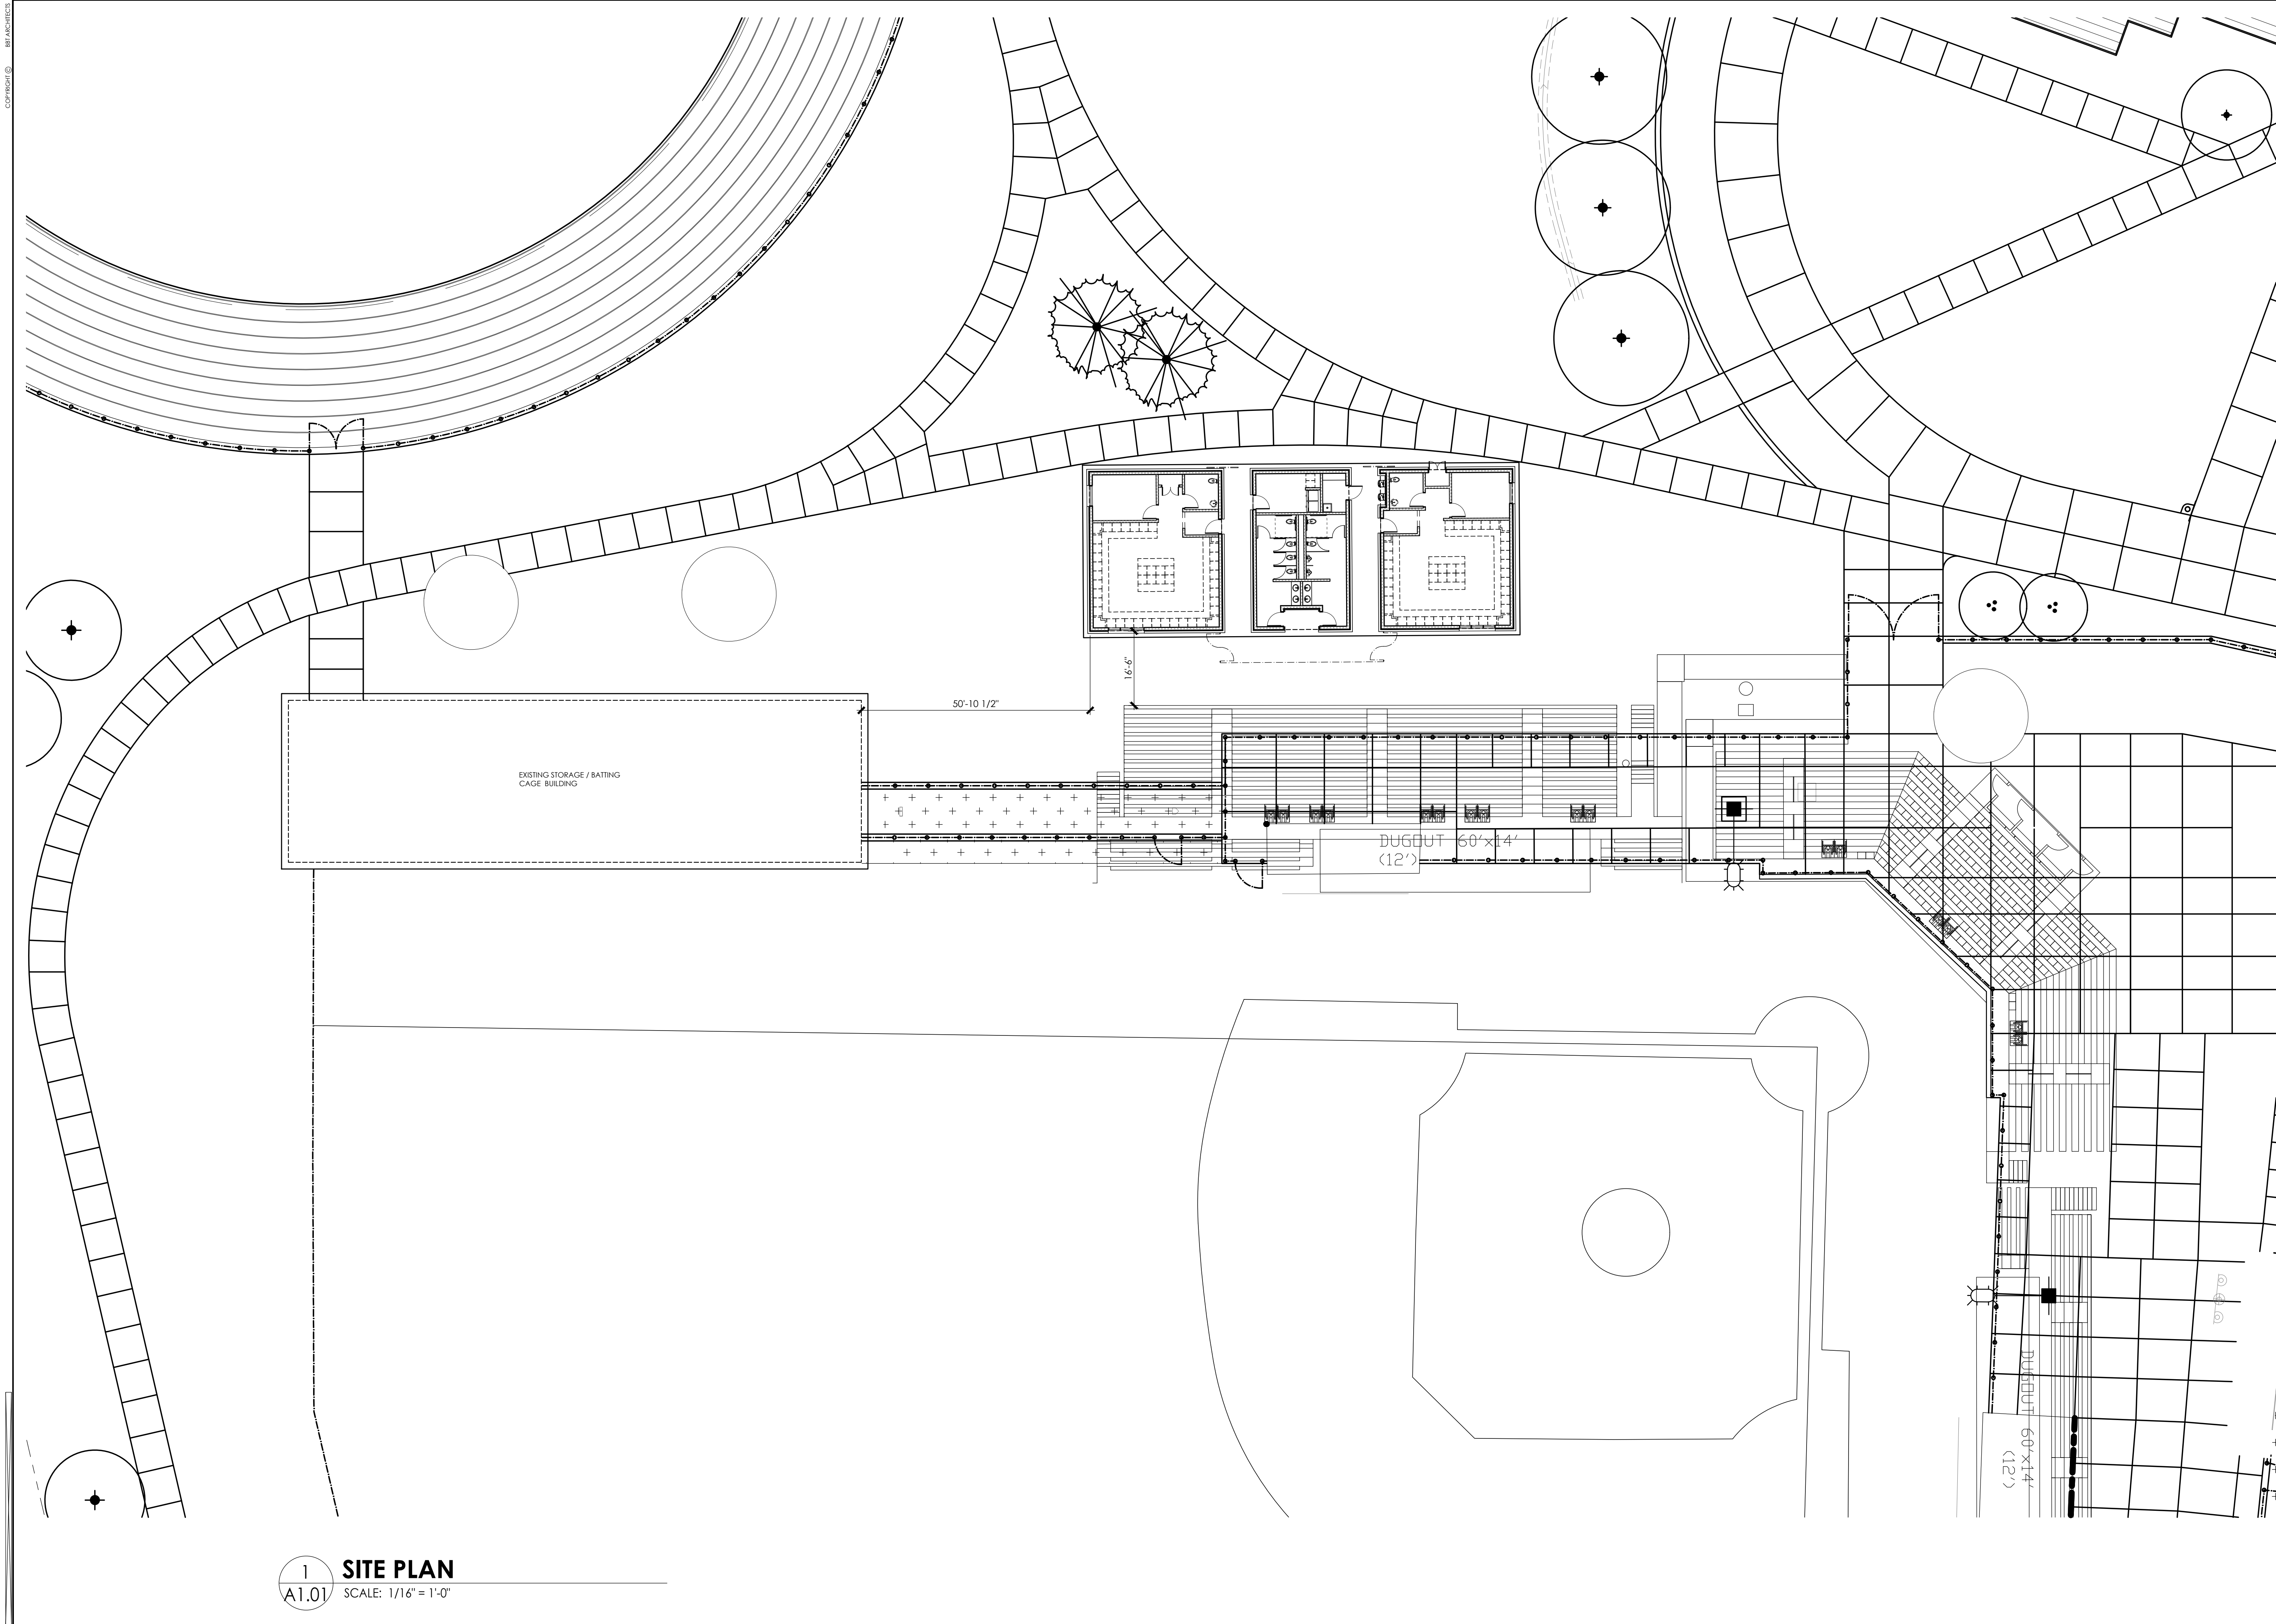 COPYRIGHT © BBT ARCHITECTS
16'-6"
50'-10 1/2"
EXISTING STORAGE / BATTING
CAGE BUILDING
DUGOUT 60'x14'
(12')
DUGOUT 60'x14'
(12')
1
A1.01
SITE PLAN
SCALE: 1/16" = 1'-0"